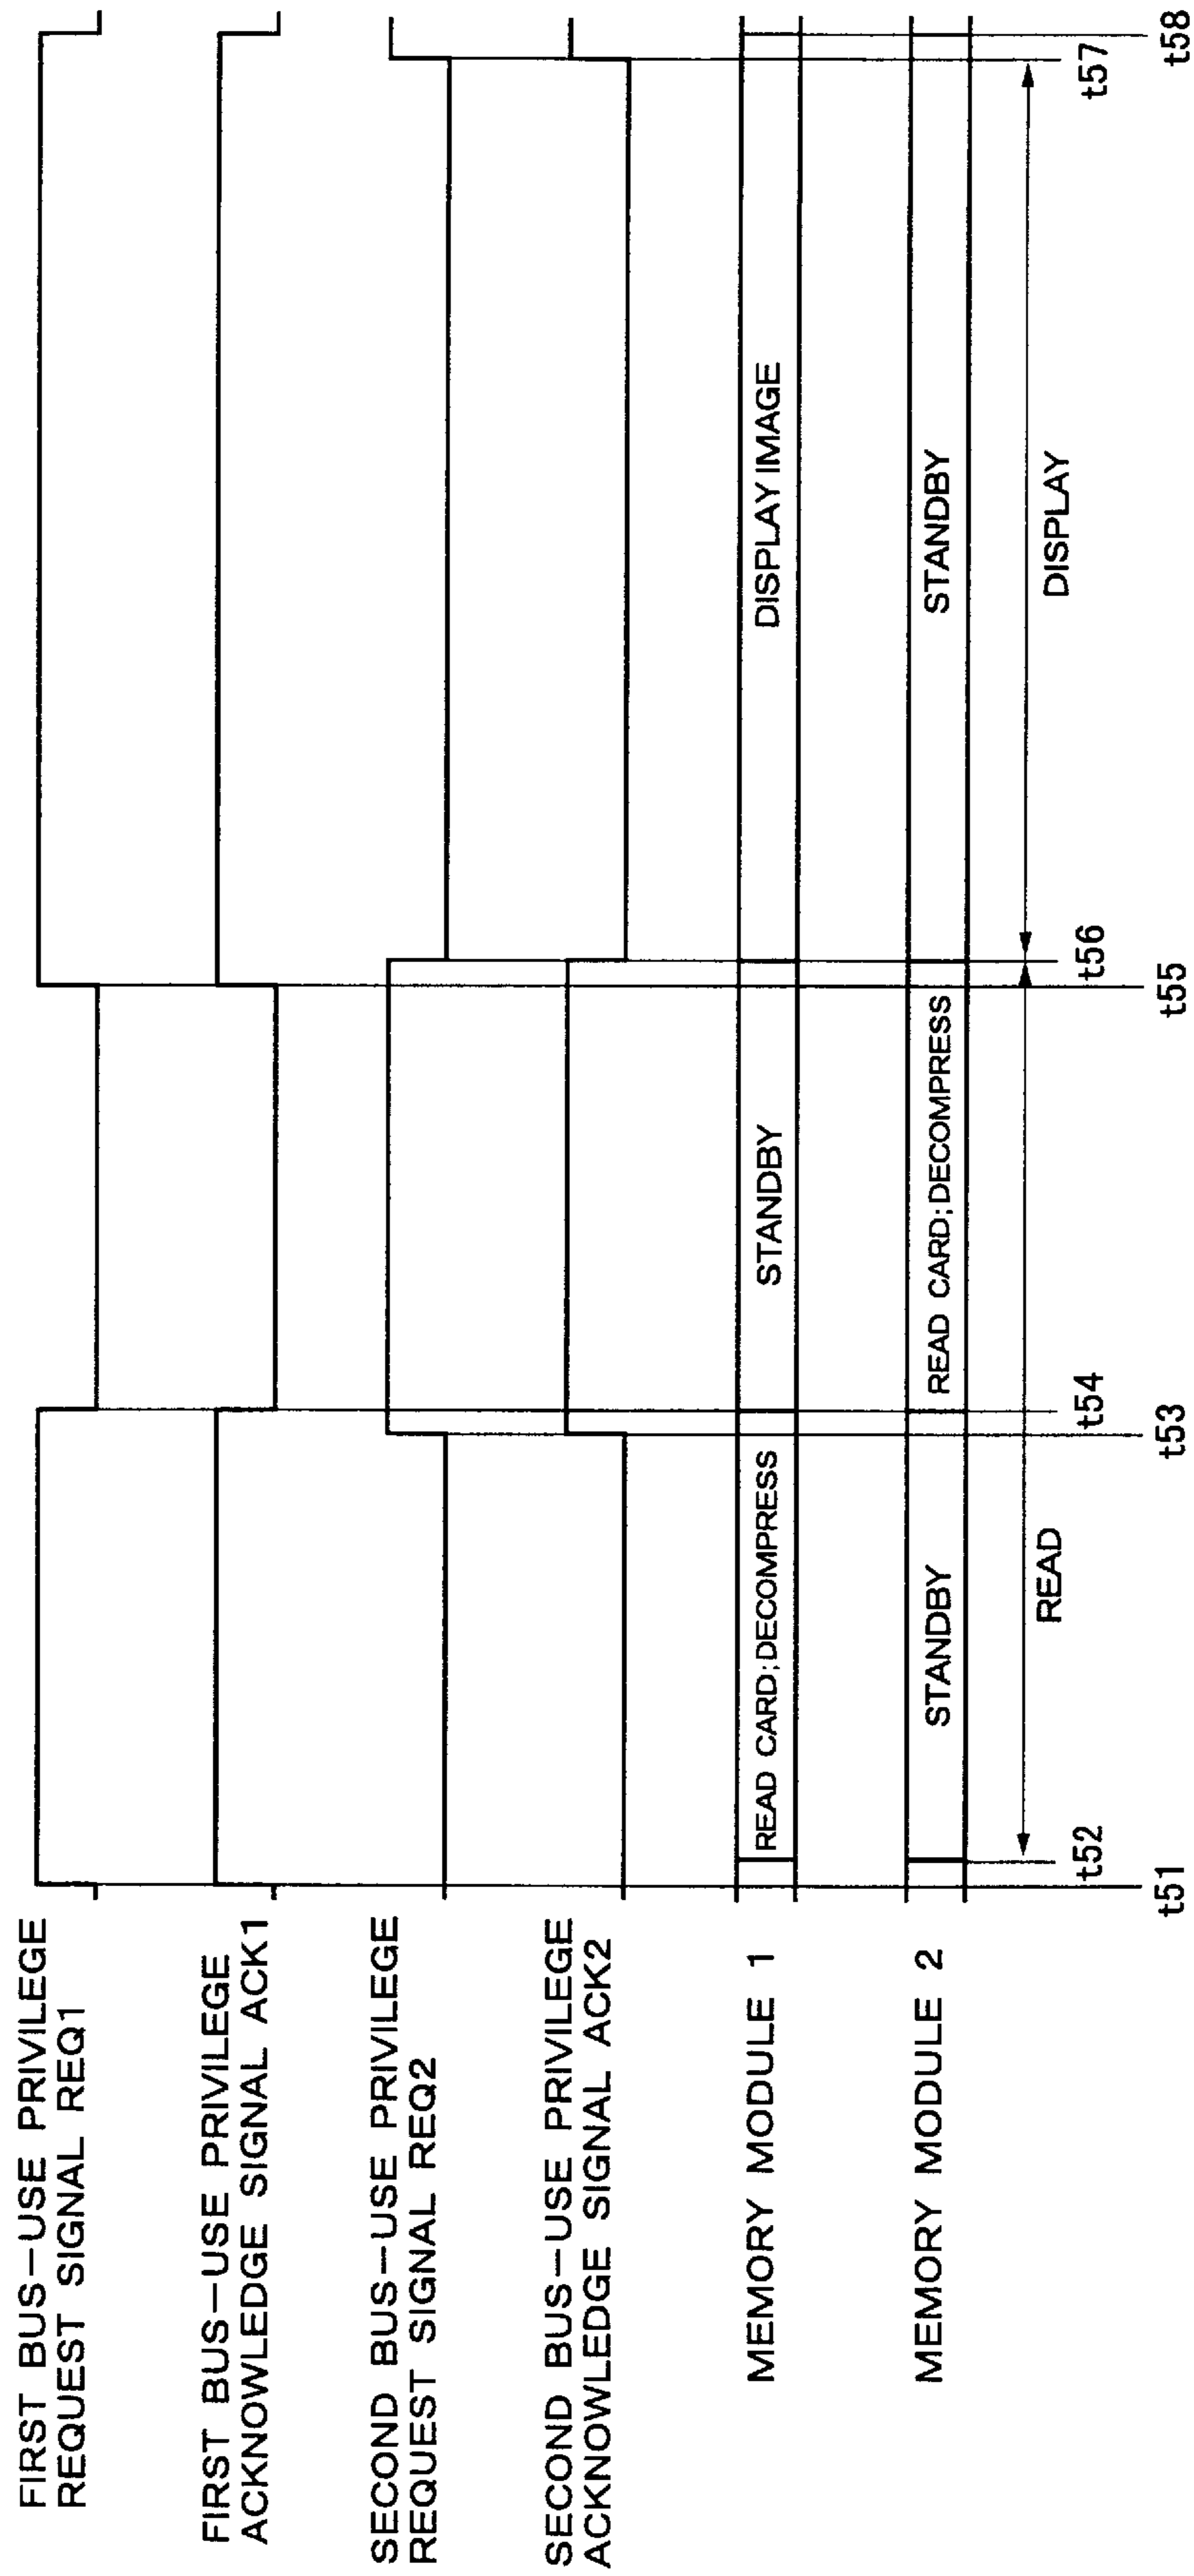 FIRST BUS-USE PRIVILEGE
REQUEST SIGNAL REQ1
FIRST BUS-USE PRIVILEGE
ACKNOWLEDGE SIGNAL ACK1
SECOND BUS-USE PRIVILEGE
REQUEST SIGNAL REQ2
SECOND BUS-USE PRIVILEGE
ACKNOWLEDGE SIGNAL ACK2
MEMORY MODULE 1
READ CARD;DECOMPRESS
STANDBY
DISPLAY IMAGE
MEMORY MODULE 2
STANDBY
READ CARD;DECOMPRESS
STANDBY
READ
DISPLAY
t52
t54
t56
t57
t51
t53
t55
t58